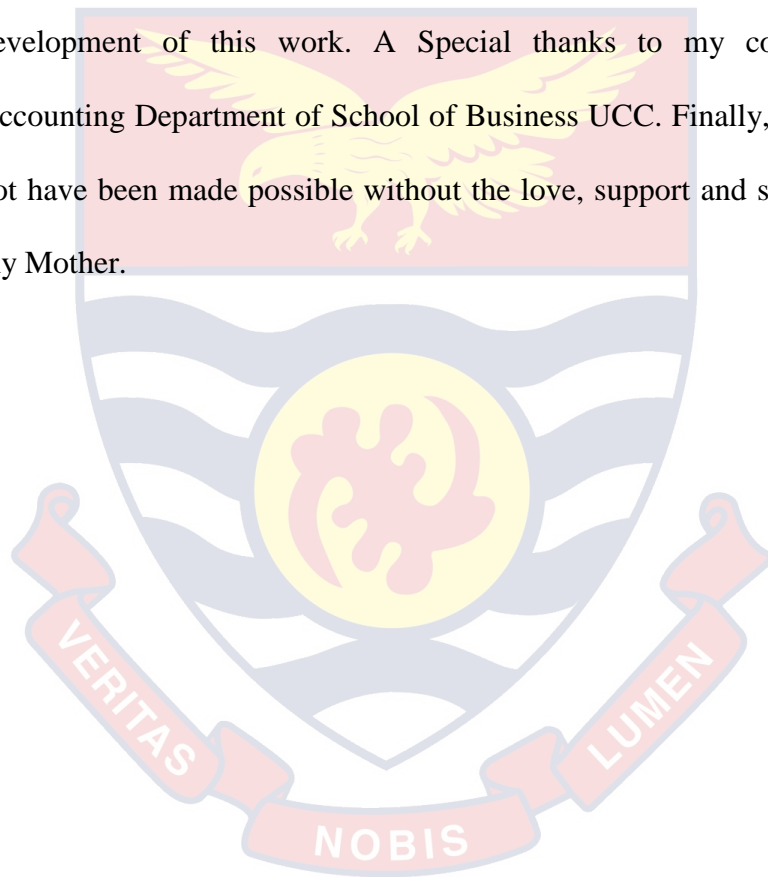 evelopment of this work. A Special thanks to my co
ccounting Department of School of Business UCC. Finally,
ot have been made possible without the love, support and s
y Mother.
VERITAS
NOBIS
LUMEN